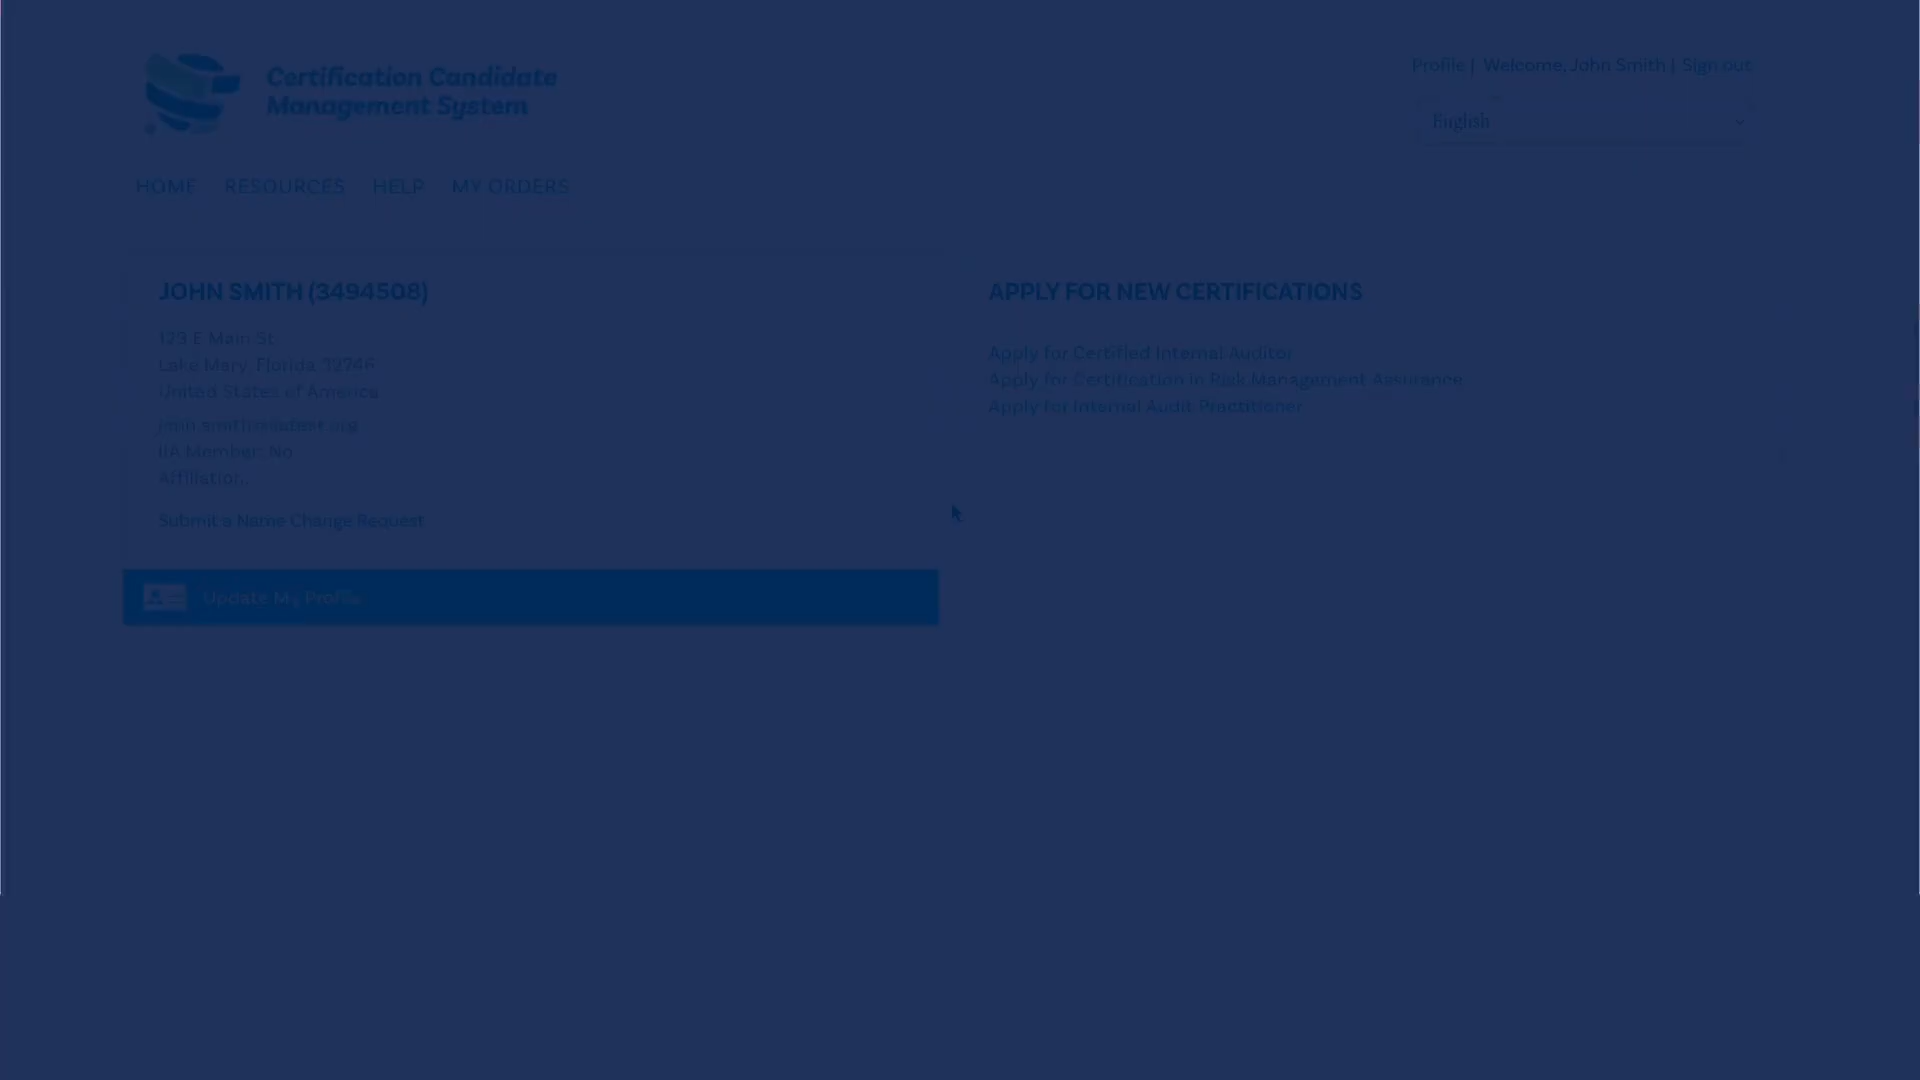 Certification Candidate
Management System
Profile | Welcome, John Smith | Sign out
English
HOME RESOURCES HELP MY ORDERS
JOHN SMITH (3494508)
123 E Main St
Lake Mary, Florida 32746
United States of America
IIA Member: No
Affiliation:
Submit a Name Change Request
Update My Profile
APPLY FOR NEW CERTIFICATIONS
Apply for Certified Internal Auditor
Apply for Certification in Risk Management Assurance
Apply for Internal Audit Practitioner